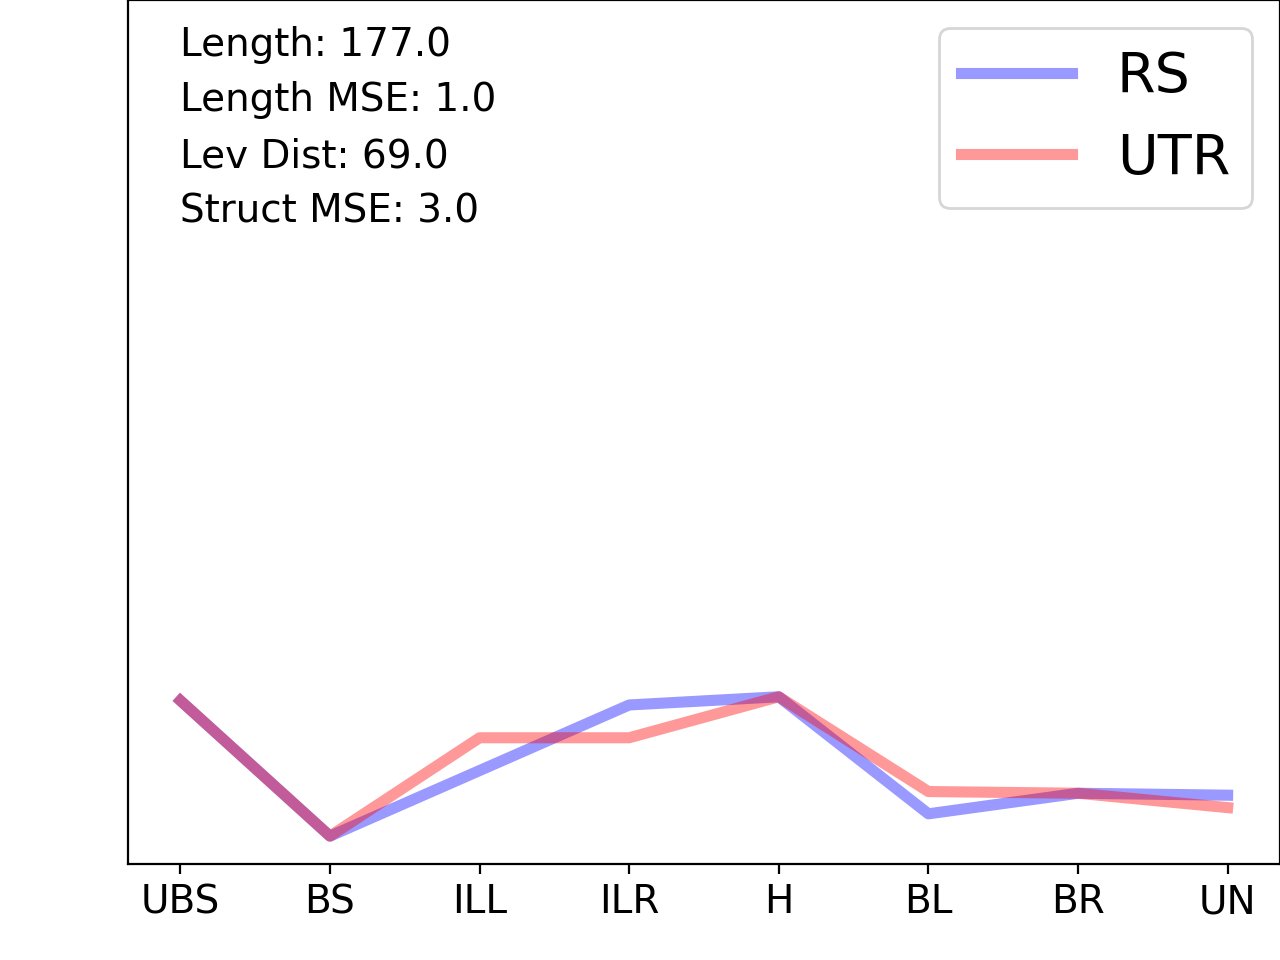 Length: 177.0
Length MSE: 1.0
Lev Dist: 69.0
Struct MSE: 3.0
RS
UTR
UBS BS ILL ILR H BL BR UN